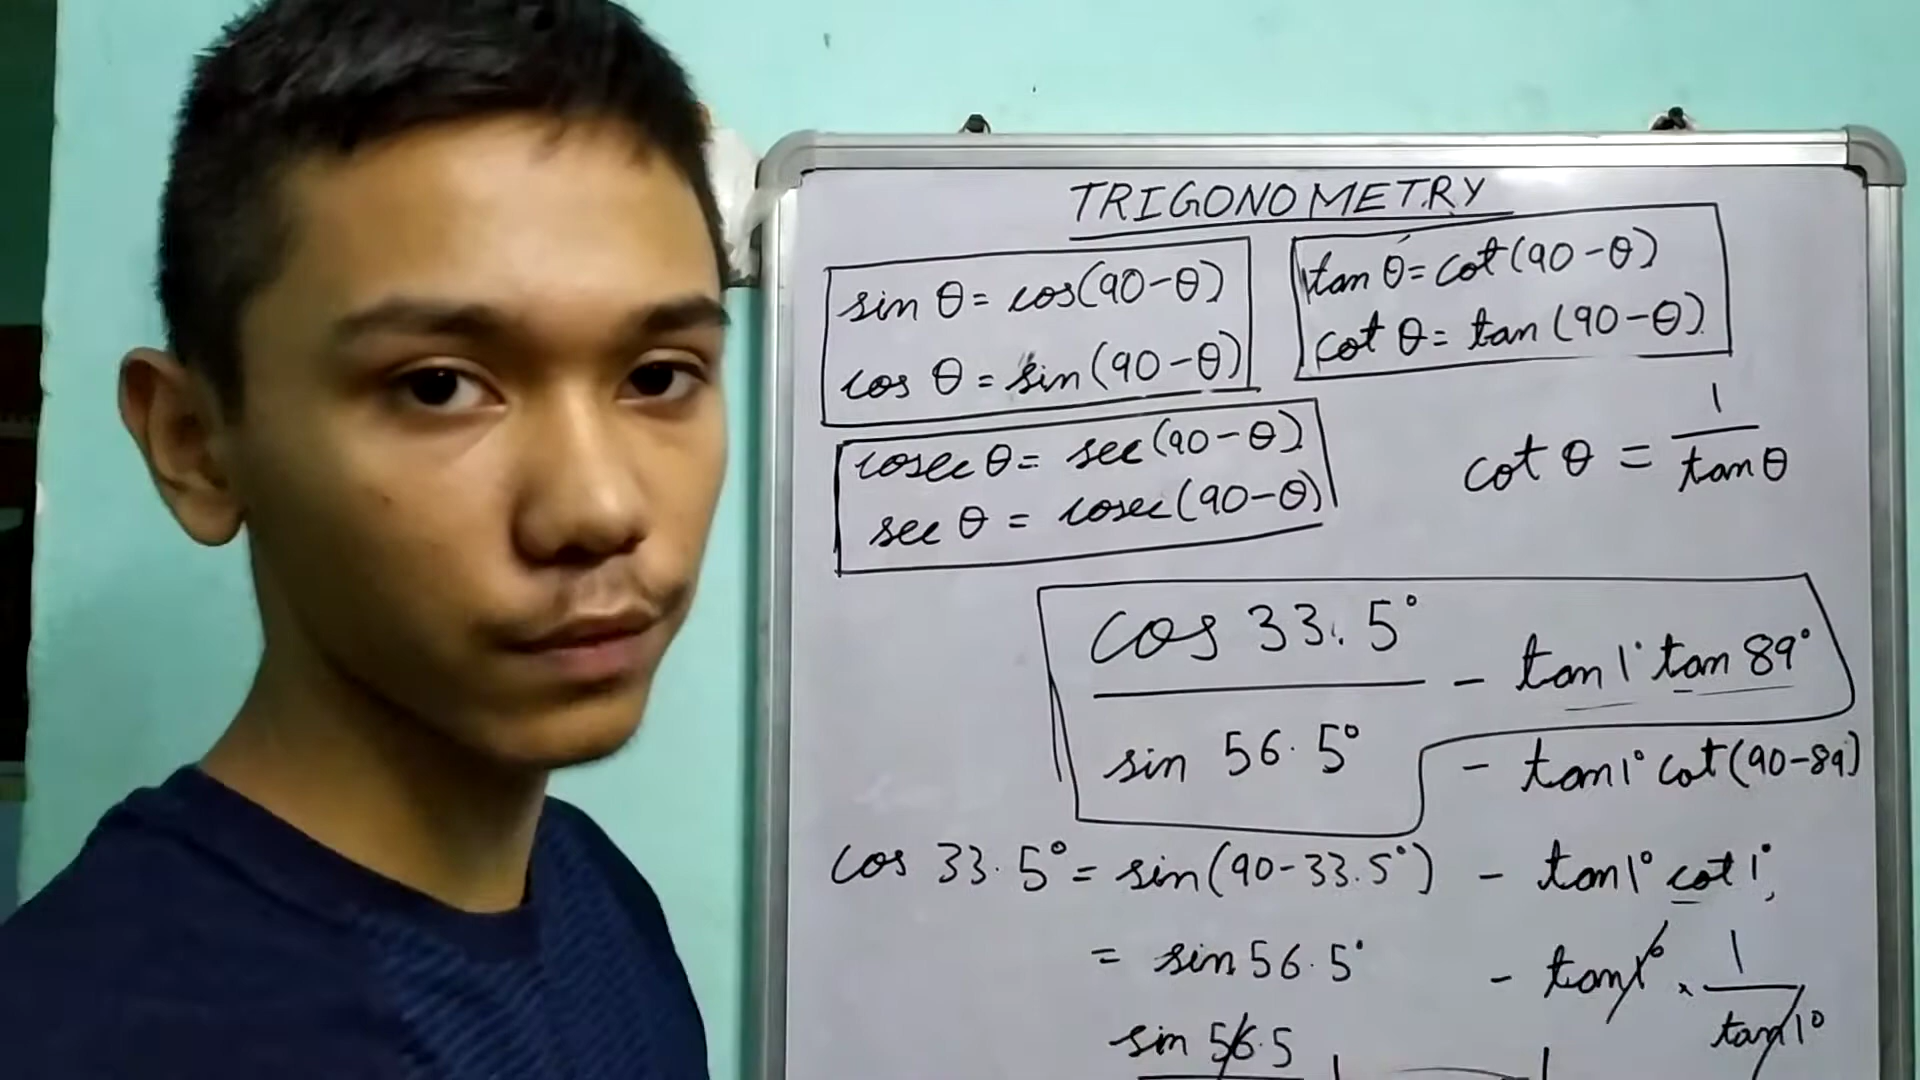 TRIGONOMETRY
sin θ = cos(90-θ)
cos θ = sin(90-θ)
tan θ = cot(90-θ)
cot θ = tan(90-θ)
cosec θ = sec(90-θ)
sec θ = cosec(90-θ)
cot θ = 1/tan θ
cos 33.5°/sin 56.5° - tan 1° tan 89°
- tan 1° cot(90-89)
cos 33.5° = sin(90-33.5°) - tan 1° cot 1°,
= sin 56.5° - tan 1° × 1/tan 1°
sin 56.5